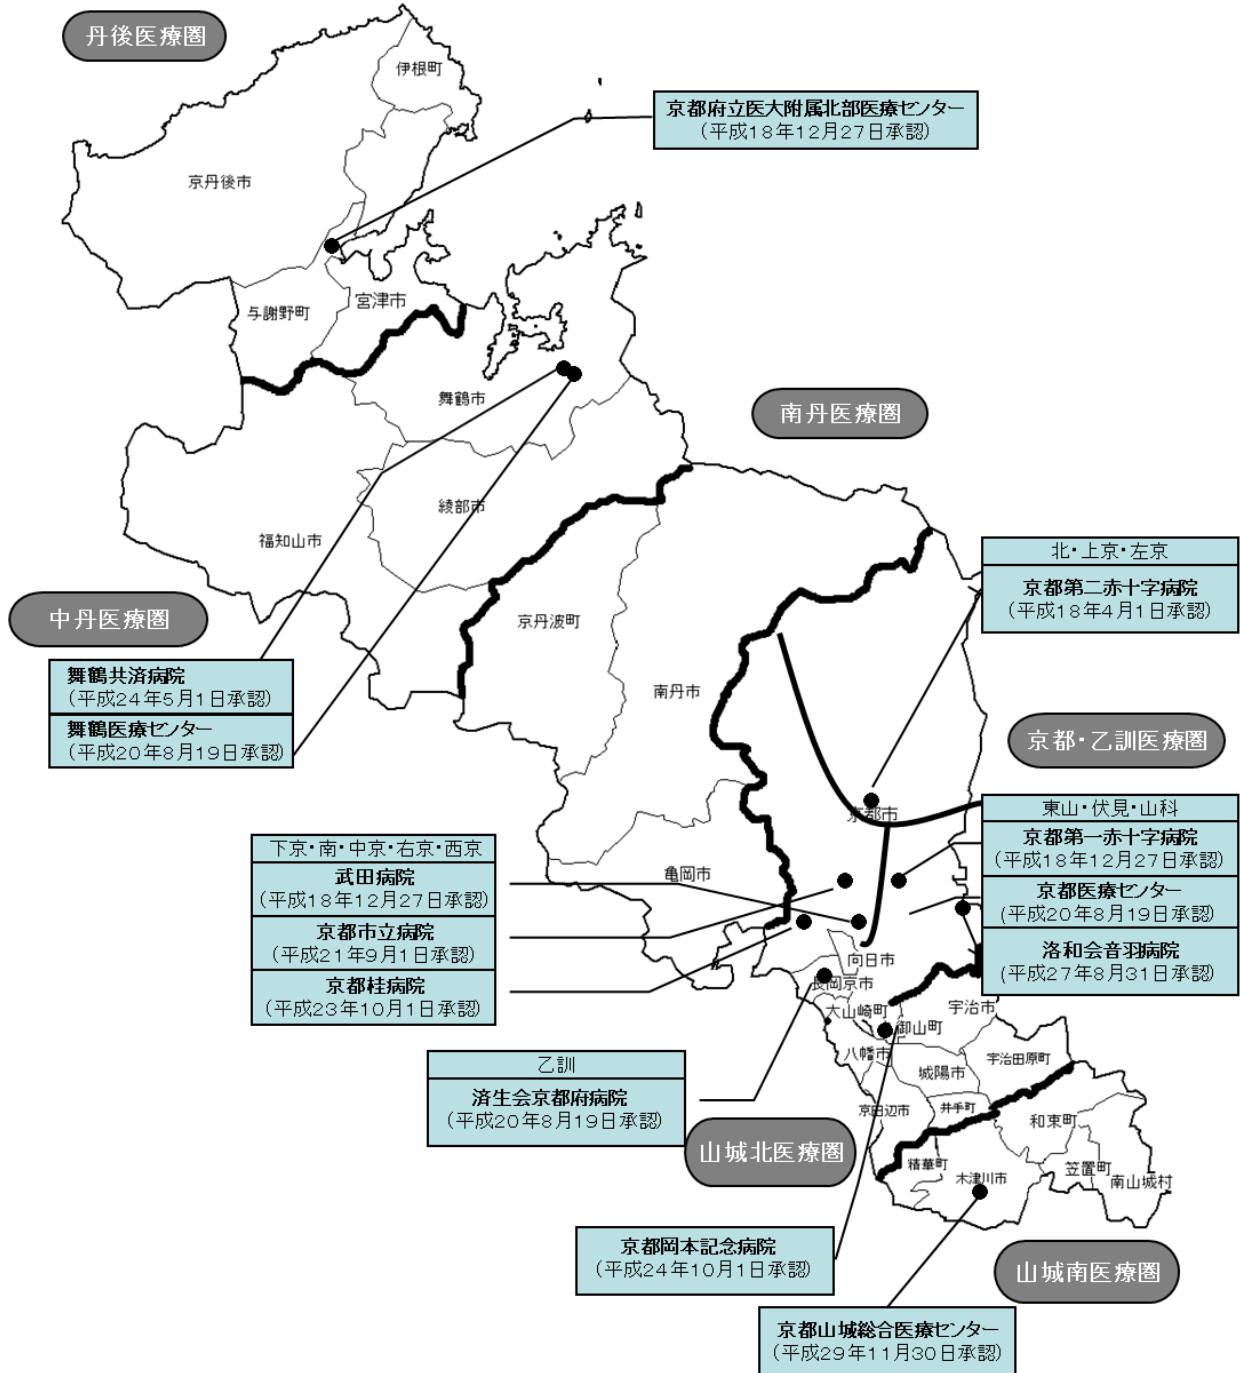 丹後医療圏
伊根町
京都府立医大附属北部医療センター
（平成18年12月27日承認）
京丹後市
与謝野町
宮津市
舞鶴市
南丹医療圏
綾部市
福知山市
北・上京・左京
京都第二赤十字病院
（平成18年4月1日承認）
中丹医療圏
京丹波町
舞鶴共済病院
（平成24年5月1日承認）
舞鶴医療センター
（平成20年8月19日承認）
南丹市
京都・乙訓医療圏
京都市
東山・伏見・山科
京都第一赤十字病院
（平成18年12月27日承認）
京都医療センター
（平成20年8月19日承認）
洛和会音羽病院
（平成27年8月31日承認）
下京・南・中京・右京・西京
武田病院
（平成18年12月27日承認）
京都市立病院
（平成21年9月1日承認）
京都桂病院
（平成23年10月1日承認）
亀岡市
向日市
長岡京市
大山崎町
御山町
宇治市
八幡市
城陽市
宇治田原町
京田辺市
井手町
和束町
乙訓
済生会京都府病院
（平成20年8月19日承認）
山城北医療圏
精華町
木津川市
笠置町
南山城村
京都岡本記念病院
（平成24年10月1日承認）
山城南医療圏
京都山城総合医療センター
（平成29年11月30日承認）